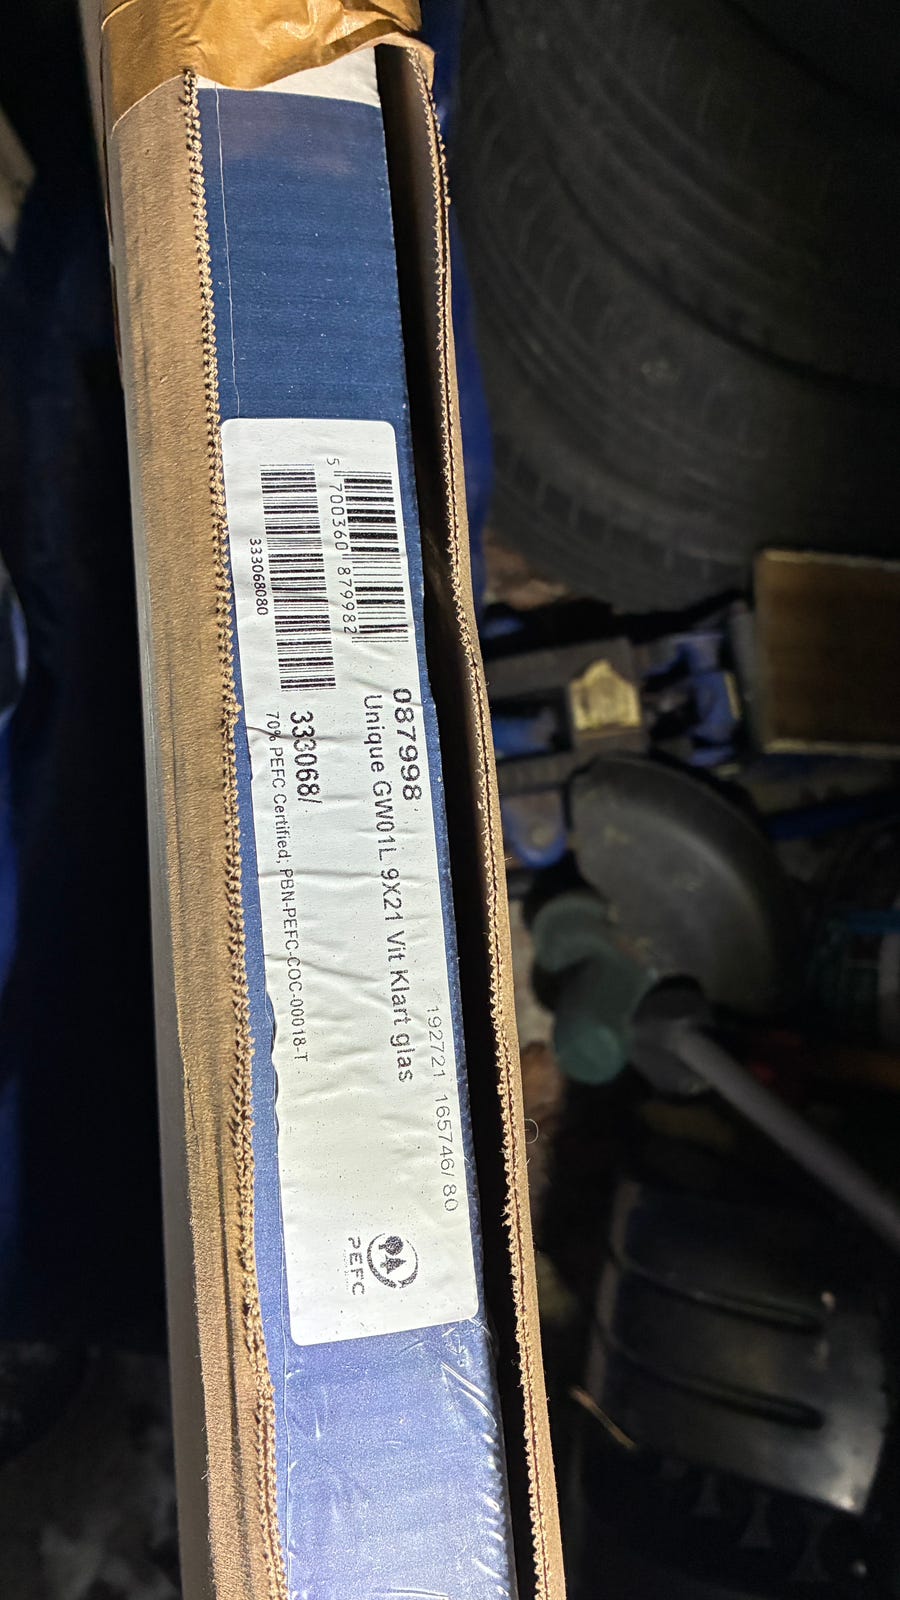 5 700360 879982
087998
Unique GW01L 9X21 Vit Klart glas
192721 165746/80
333068080
333068/
70% PEFC Certified; PBN-PEFC-COC-00018-T
PEFC